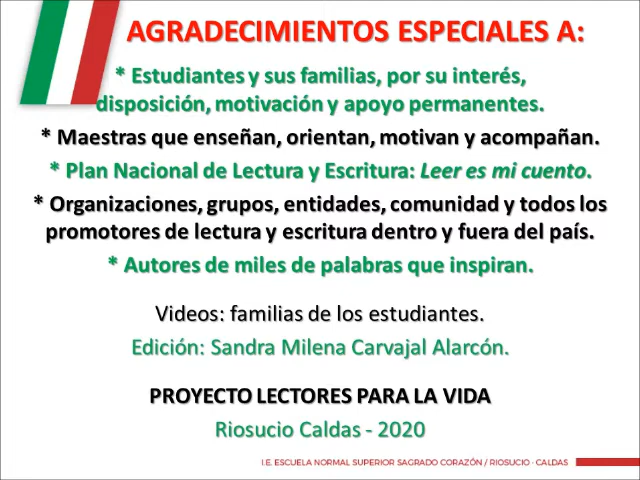 AGRADECIMIENTOS ESPECIALES A:
* Estudiantes y sus familias, por su interés,
disposición, motivación y apoyo permanentes.
* Maestras que enseñan, orientan, motivan y acompañan.
* Plan Nacional de Lectura y Escritura: Leer es mi cuento.
* Organizaciones, grupos, entidades, comunidad y todos los
promotores de lectura y escritura dentro y fuera del país.
* Autores de miles de palabras que inspiran.
Videos: familias de los estudiantes.
Edición: Sandra Milena Carvajal Alarcón.
PROYECTO LECTORES PARA LA VIDA
Riosucio Caldas - 2020
I.E. ESCUELA NORMAL SUPERIOR SAGRADO CORAZÓN / RIOSUCIO - CALDAS